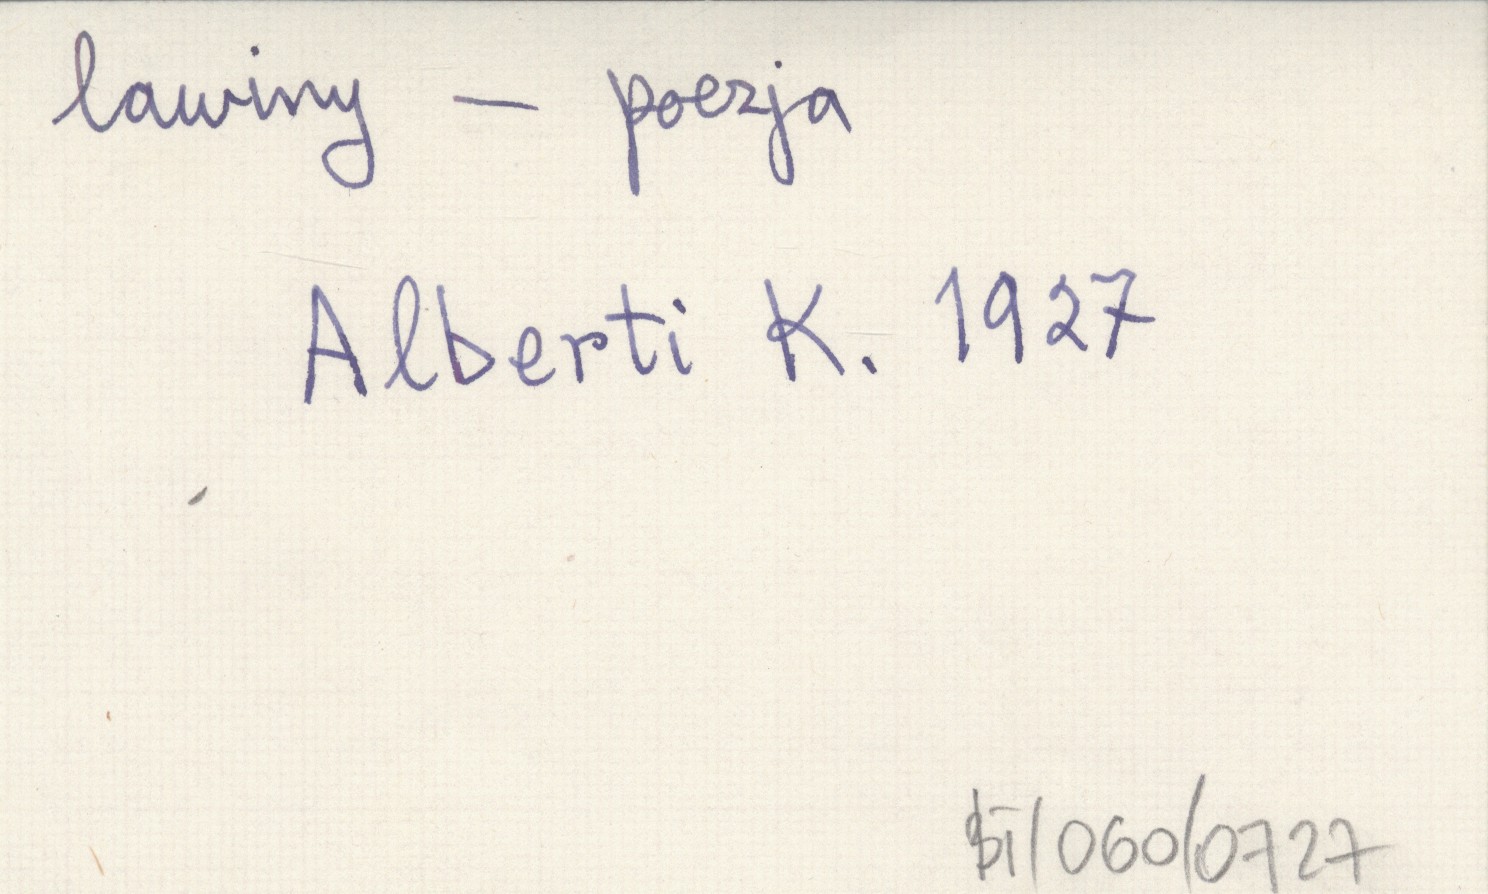 lawiny — poezja
Alberti K. 1927
BI/060/0727